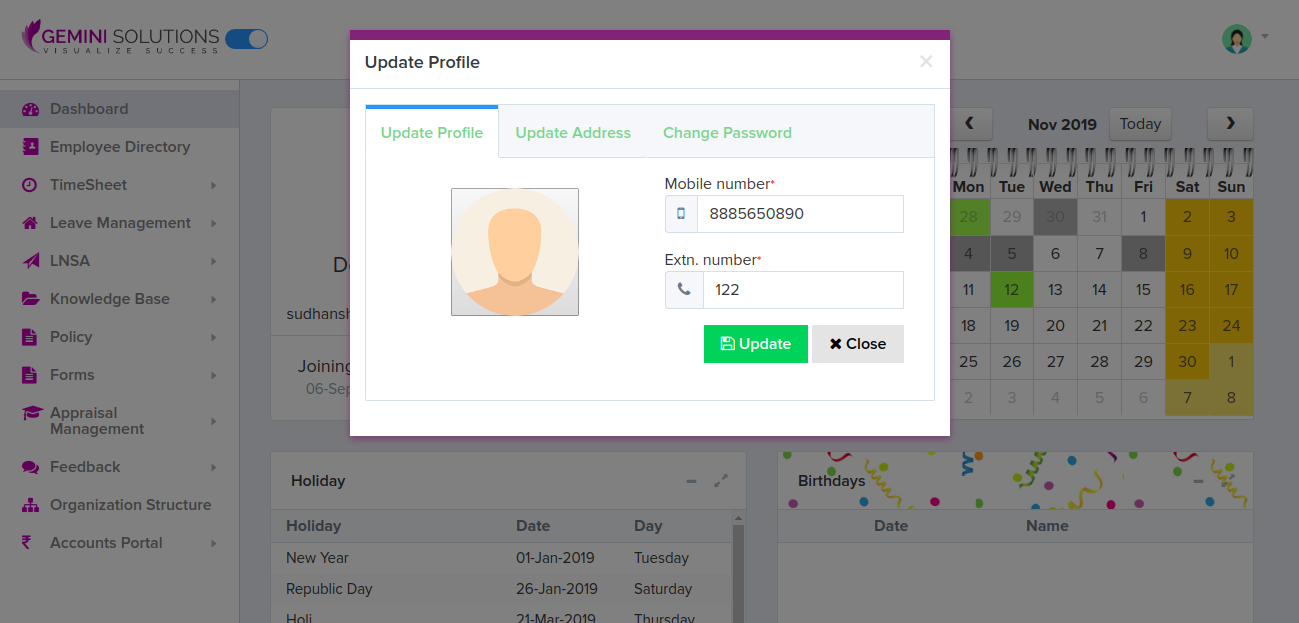 GEMINI SOLUTIONS
VISUALIZE SUCCESS
Dashboard
Employee Directory
TimeSheet
Leave Management
LNSA
Knowledge Base
Policy
Forms
Appraisal
Management
Feedback
Organization Structure
Accounts Portal
Update Profile
×
Update Profile Update Address Change Password
Mobile number*
8885650890
Extn. number*
122
Update Close
sudhansh
Joining
06-Sep
Nov 2019 Today
Mon Tue Wed Thu Fri Sat Sun
28 29 30 31 1 2 3
4 5 6 7 8 9 10
11 12 13 14 15 16 17
18 19 20 21 22 23 24
25 26 27 28 29 30 1
2 3 4 5 6 7 8
Holiday
Holiday Date Day
New Year 01-Jan-2019 Tuesday
Republic Day 26-Jan-2019 Saturday
Holi 21-Mar-2019 Thursday
Birthdays
Date Name